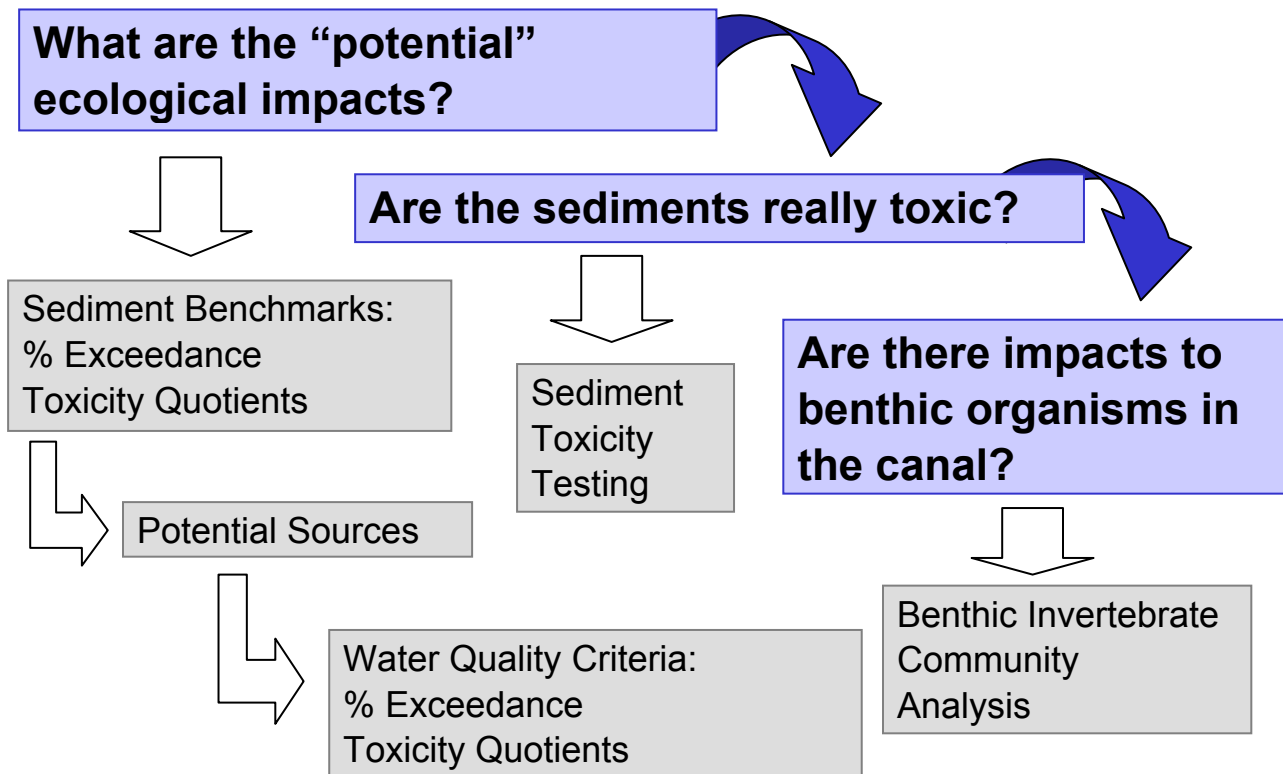 What are the “potential”
ecological impacts?
Are the sediments really toxic?
Sediment Benchmarks:
% Exceedance
Toxicity Quotients
Sediment
Toxicity
Testing
Are there impacts to
benthic organisms in
the canal?
Potential Sources
Benthic Invertebrate
Community
Analysis
Water Quality Criteria:
% Exceedance
Toxicity Quotients